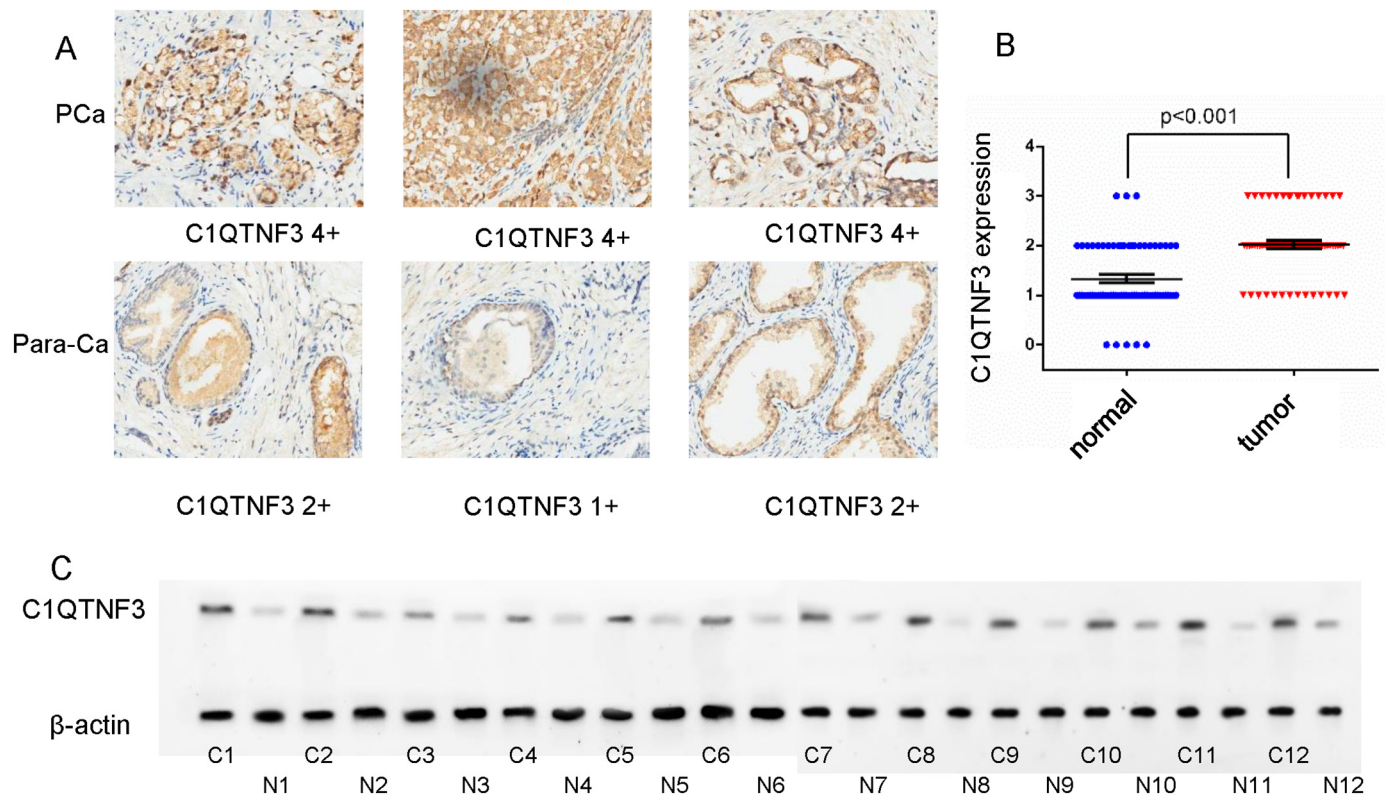 A
PCa
C1QTNF3 4+
C1QTNF3 4+
C1QTNF3 4+
Para-Ca
C1QTNF3 2+
C1QTNF3 1+
C1QTNF3 2+
B
p<0.001
C1QTNF3 expression
4
3
2
1
0
normal
tumor
C
C1QTNF3
β-actin
C1 C2 C3 C4 C5 C6 C7 C8 C9 C10 C11 C12
N1 N2 N3 N4 N5 N6 N7 N8 N9 N10 N11 N12